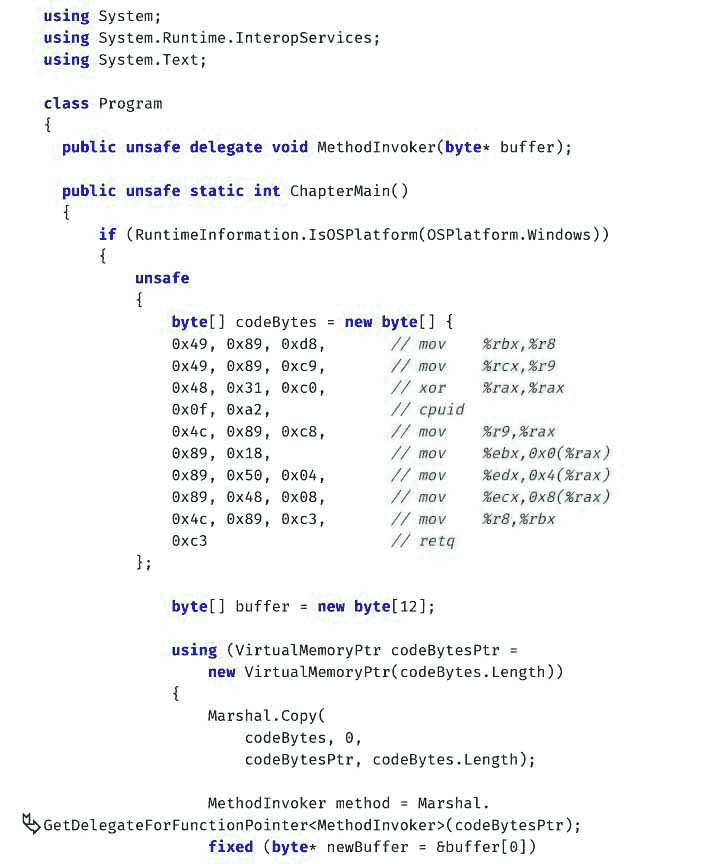 using System;
using System.Runtime.InteropServices;
using System.Text;

class Program
{
  public unsafe delegate void MethodInvoker(byte* buffer);

  public unsafe static int ChapterMain()
  {
      if (RuntimeInformation.IsOSPlatform(OSPlatform.Windows))
      {
          unsafe
          {
              byte[] codeBytes = new byte[] {
              0x49, 0x89, 0xd8,       // mov    %rbx,%r8
              0x49, 0x89, 0xc9,       // mov    %rcx,%r9
              0x48, 0x31, 0xc0,       // xor    %rax,%rax
              0x0f, 0xa2,             // cpuid
              0x4c, 0x89, 0xc8,       // mov    %r9,%rax
              0x89, 0x18,             // mov    %ebx,0x0(%rax)
              0x89, 0x50, 0x04,       // mov    %edx,0x4(%rax)
              0x89, 0x48, 0x08,       // mov    %ecx,0x8(%rax)
              0x4c, 0x89, 0xc3,       // mov    %r8,%rbx
              0xc3                    // retq
          };

              byte[] buffer = new byte[12];

              using (VirtualMemoryPtr codeBytesPtr =
                  new VirtualMemoryPtr(codeBytes.Length))
              {
                  Marshal.Copy(
                      codeBytes, 0,
                      codeBytesPtr, codeBytes.Length);

                  MethodInvoker method = Marshal.
GetDelegateForFunctionPointer<MethodInvoker>(codeBytesPtr);
                  fixed (byte* newBuffer = &buffer[0])